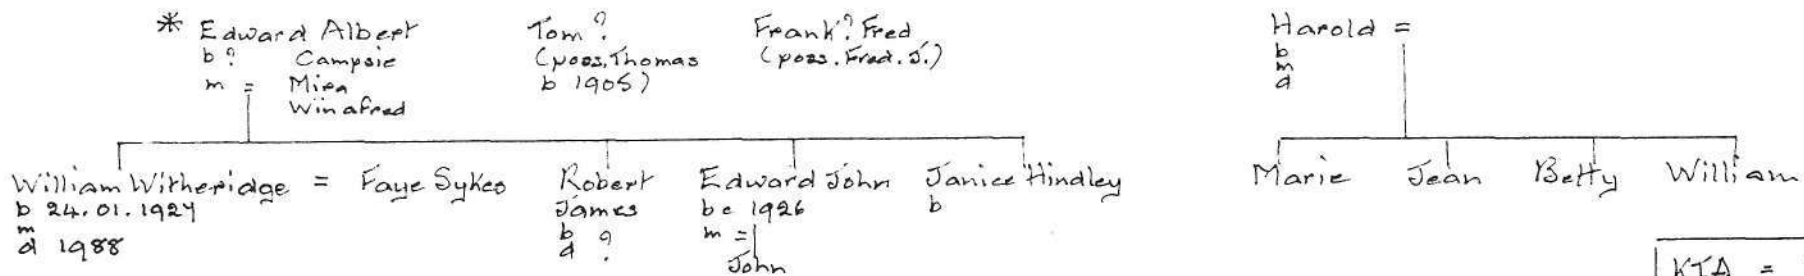 * Edward Albert
b ? Campsie
m = Mira
Winafred
Tom ?
(poss. Thomas
b 1905)
Frank? Fred
(poss. Fred. J.)
Harold =
b
m
d
William Witheridge = Faye Sykes
b 24.01.1924
m
d 1988
Robert
James
b
d ?
Edward John
b c 1926
m =
John
Janice Hindley
b
Marie Jean Betty William
KTA =